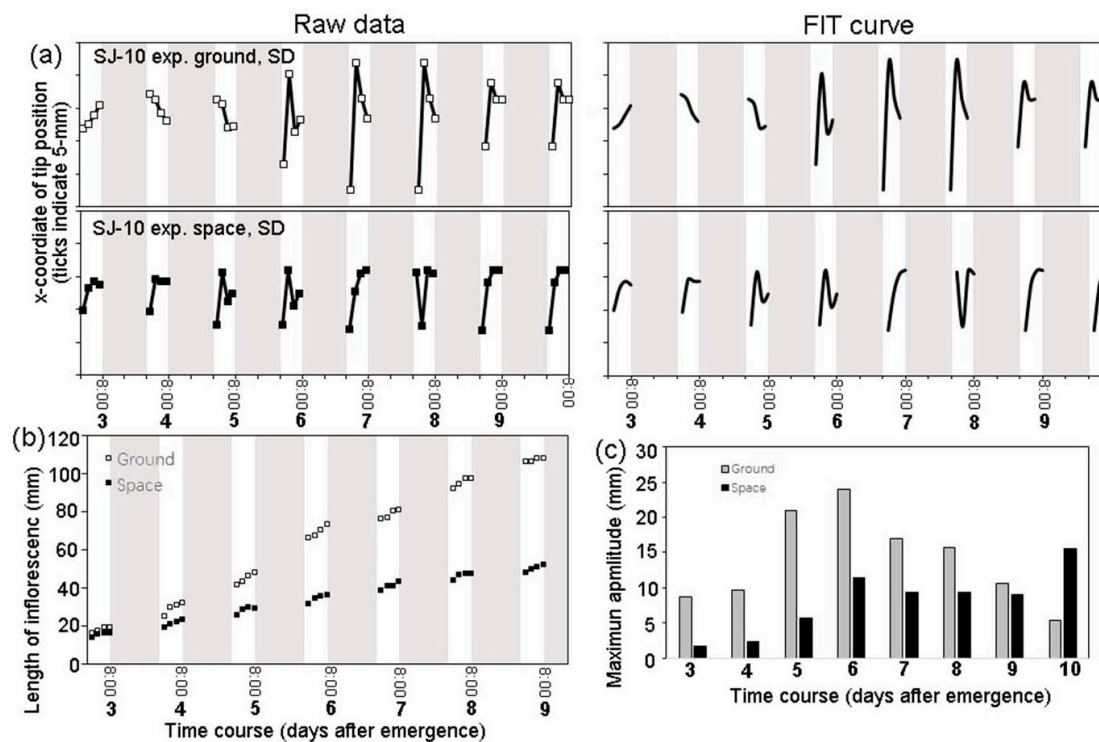 Raw data
FIT curve
(a)
SJ-10 exp. ground, SD
SJ-10 exp. space, SD
x-coordiate of tip position
(ticks indicate 5-mm)
8:00 8:00 8:00 8:00 8:00 8:00 8:00 8:00
3 4 5 6 7 8 9
8:00 8:00 8:00 8:00 8:00 8:00 8:00
3 4 5 6 7 8 9
(b)
Length of inflorescenc (mm)
120
100
80
60
40
20
0
Ground
Space
8:00 8:00 8:00 8:00 8:00 8:00 8:00
3 4 5 6 7 8 9
Time course (days after emergence)
(c)
Maximun apmlitude (mm)
30
25
20
15
10
5
0
Ground
Space
3 4 5 6 7 8 9 10
Time course (days after emergence)